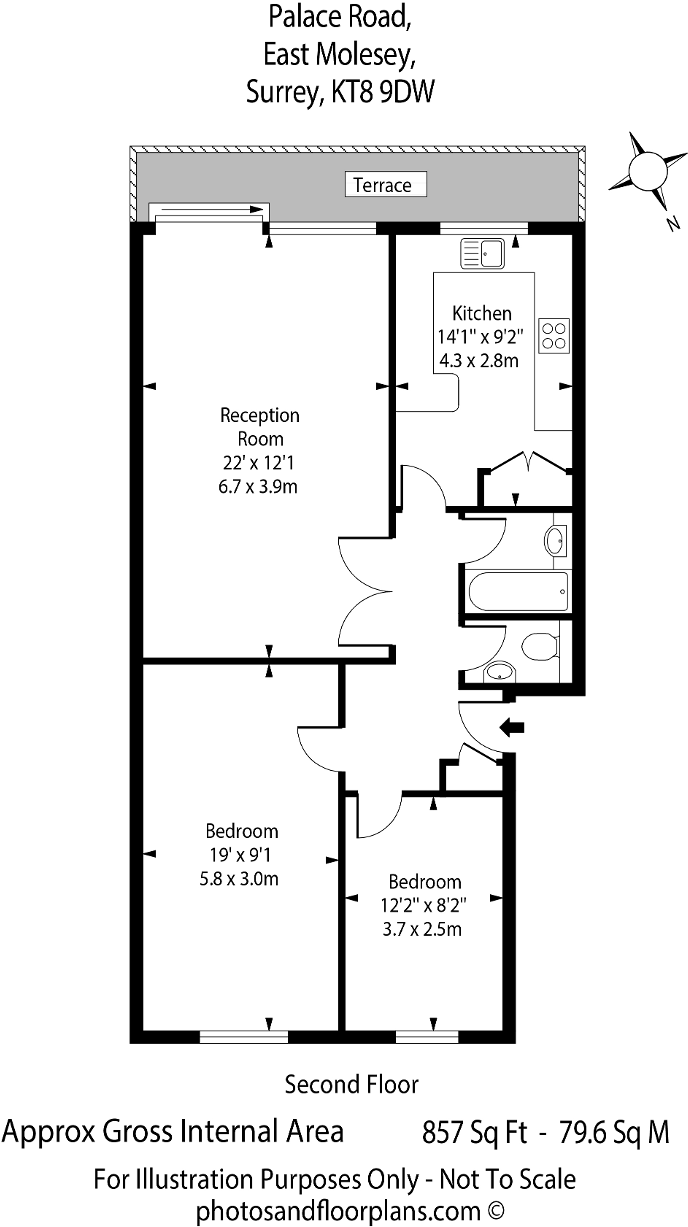 Palace Road,
East Molesey,
Surrey, KT8 9DW
Terrace
N
Kitchen
14'1" x 9'2"
4.3 x 2.8m
Reception
Room
22' x 12'1
6.7 x 3.9m
Bedroom
19' x 9'1
5.8 x 3.0m
Bedroom
12'2" x 8'2"
3.7 x 2.5m
Second Floor
Approx Gross Internal Area 857 Sq Ft - 79.6 Sq M
For Illustration Purposes Only - Not To Scale
photosandfloorplans.com ©